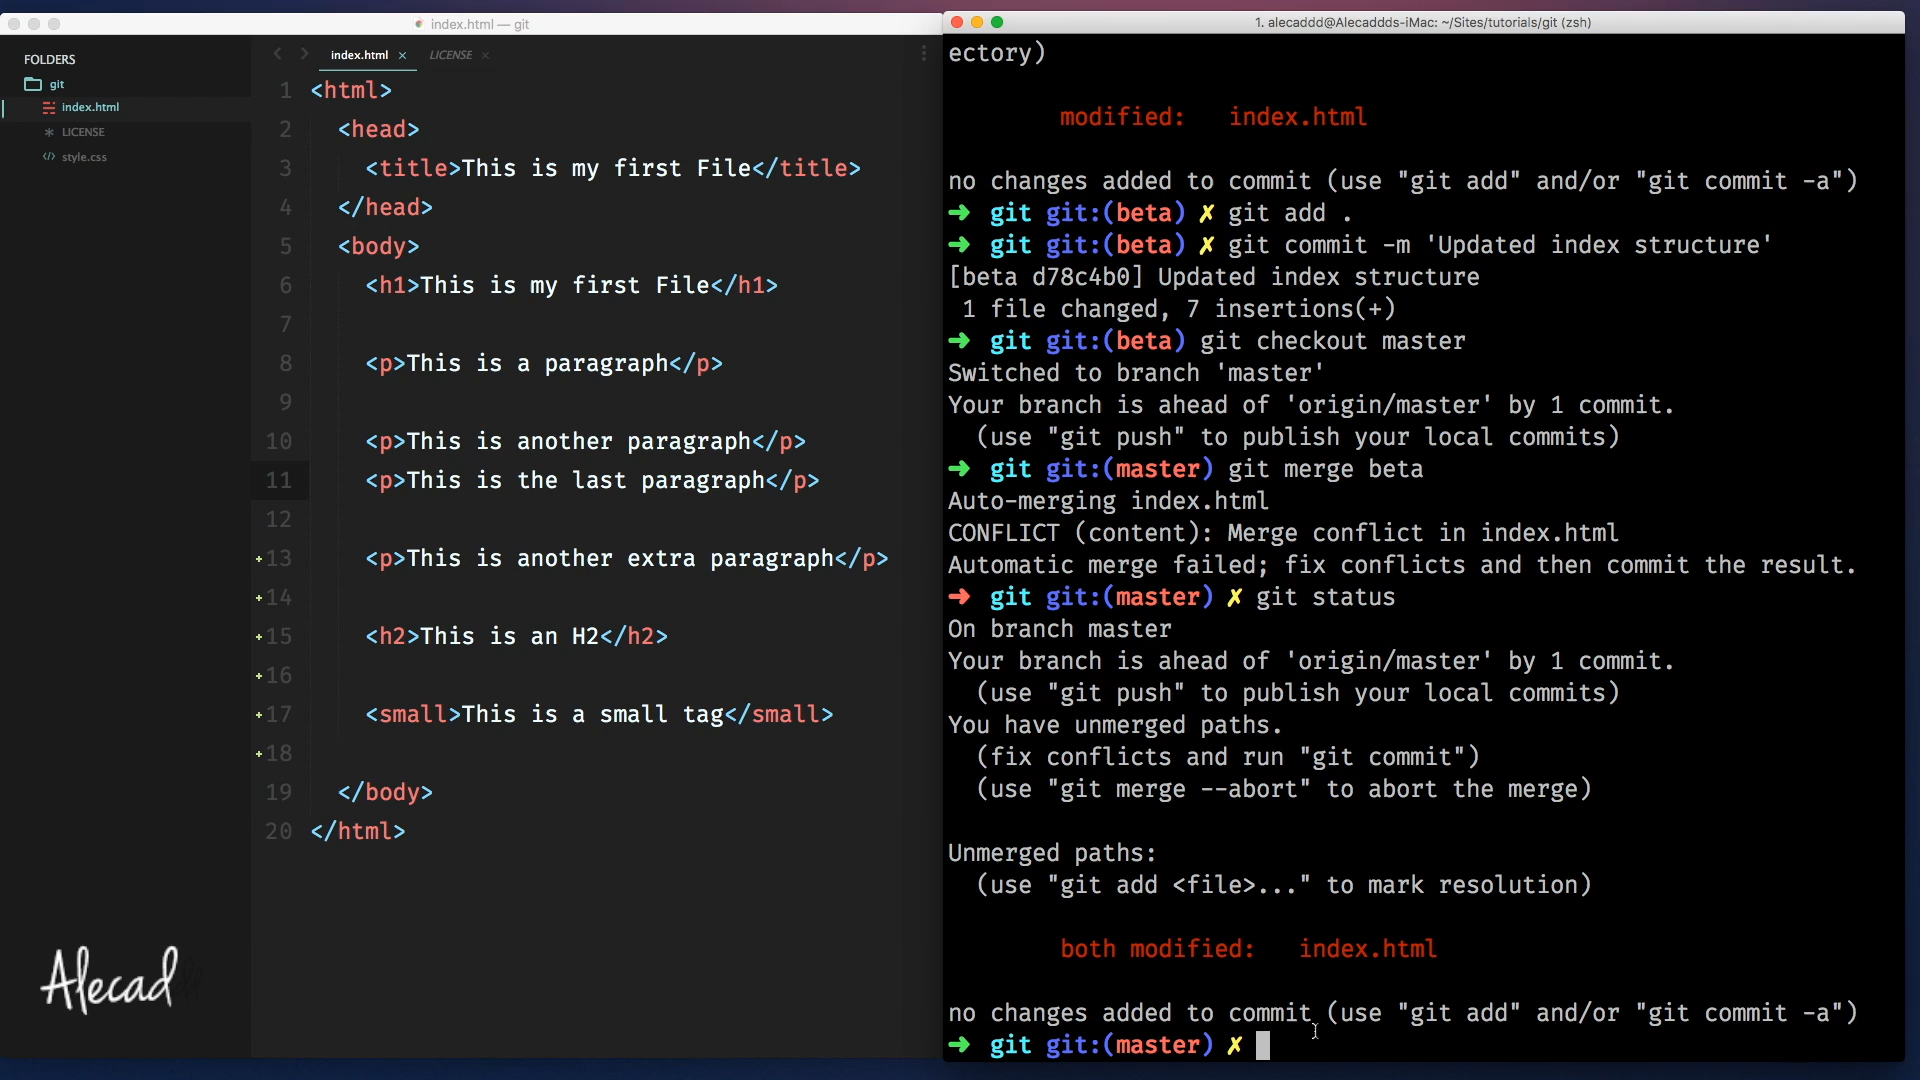 index.html — git
FOLDERS
git
index.html
LICENSE
style.css
index.html ×
LICENSE ×
1 <html>
2 <head>
3 <title>This is my first File</title>
4 </head>
5 <body>
6 <h1>This is my first File</h1>
7
8 <p>This is a paragraph</p>
9
10 <p>This is another paragraph</p>
11 <p>This is the last paragraph</p>
12
13 <p>This is another extra paragraph</p>
14
15 <h2>This is an H2</h2>
16
17 <small>This is a small tag</small>
18
19 </body>
20 </html>
Alecad
1. alecaddd@Alecaddds-iMac: ~/Sites/tutorials/git (zsh)
ectory)
modified: index.html
no changes added to commit (use "git add" and/or "git commit -a")
➜ git git:(beta) ✗ git add .
➜ git git:(beta) ✗ git commit -m 'Updated index structure'
[beta d78c4b0] Updated index structure
1 file changed, 7 insertions(+)
➜ git git:(beta) git checkout master
Switched to branch 'master'
Your branch is ahead of 'origin/master' by 1 commit.
(use "git push" to publish your local commits)
➜ git git:(master) git merge beta
Auto-merging index.html
CONFLICT (content): Merge conflict in index.html
Automatic merge failed; fix conflicts and then commit the result.
➜ git git:(master) ✗ git status
On branch master
Your branch is ahead of 'origin/master' by 1 commit.
(use "git push" to publish your local commits)
You have unmerged paths.
(fix conflicts and run "git commit")
(use "git merge --abort" to abort the merge)
Unmerged paths:
(use "git add <file>..." to mark resolution)
both modified: index.html
no changes added to commit (use "git add" and/or "git commit -a")
➜ git git:(master) ✗